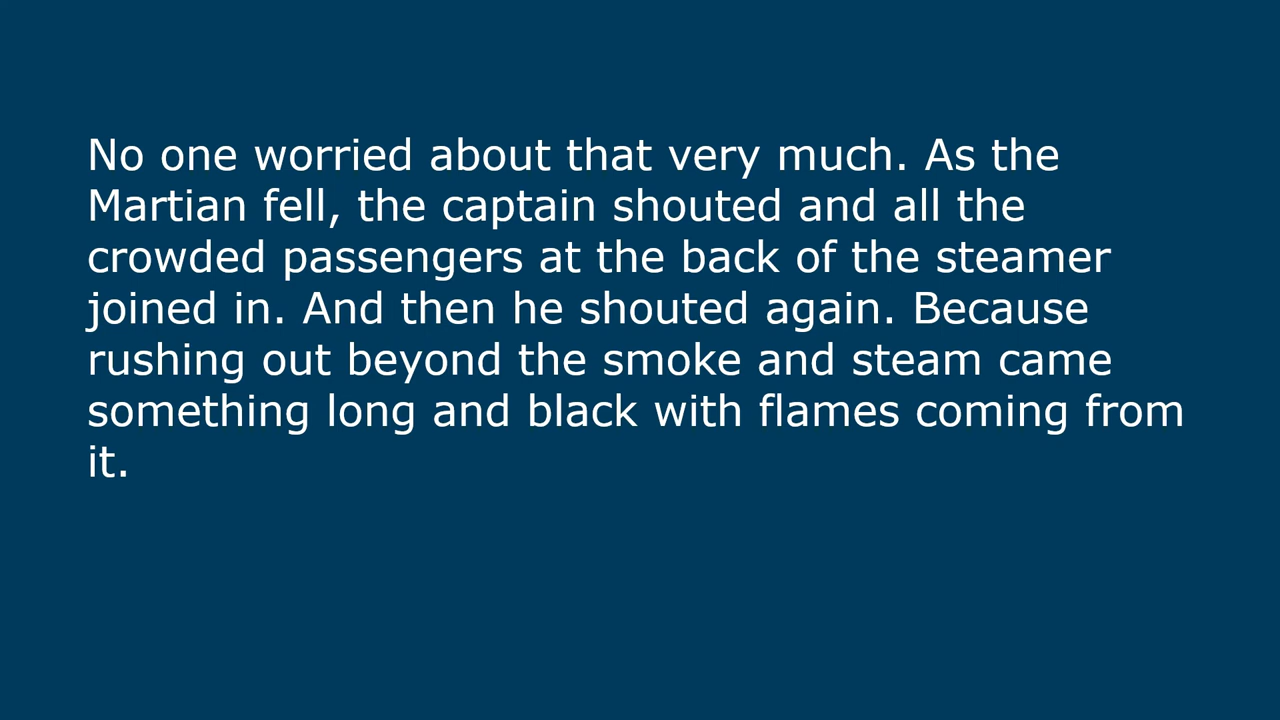 No one worried about that very much. As the
Martian fell, the captain shouted and all the
crowded passengers at the back of the steamer
joined in. And then he shouted again. Because
rushing out beyond the smoke and steam came
something long and black with flames coming from
it.